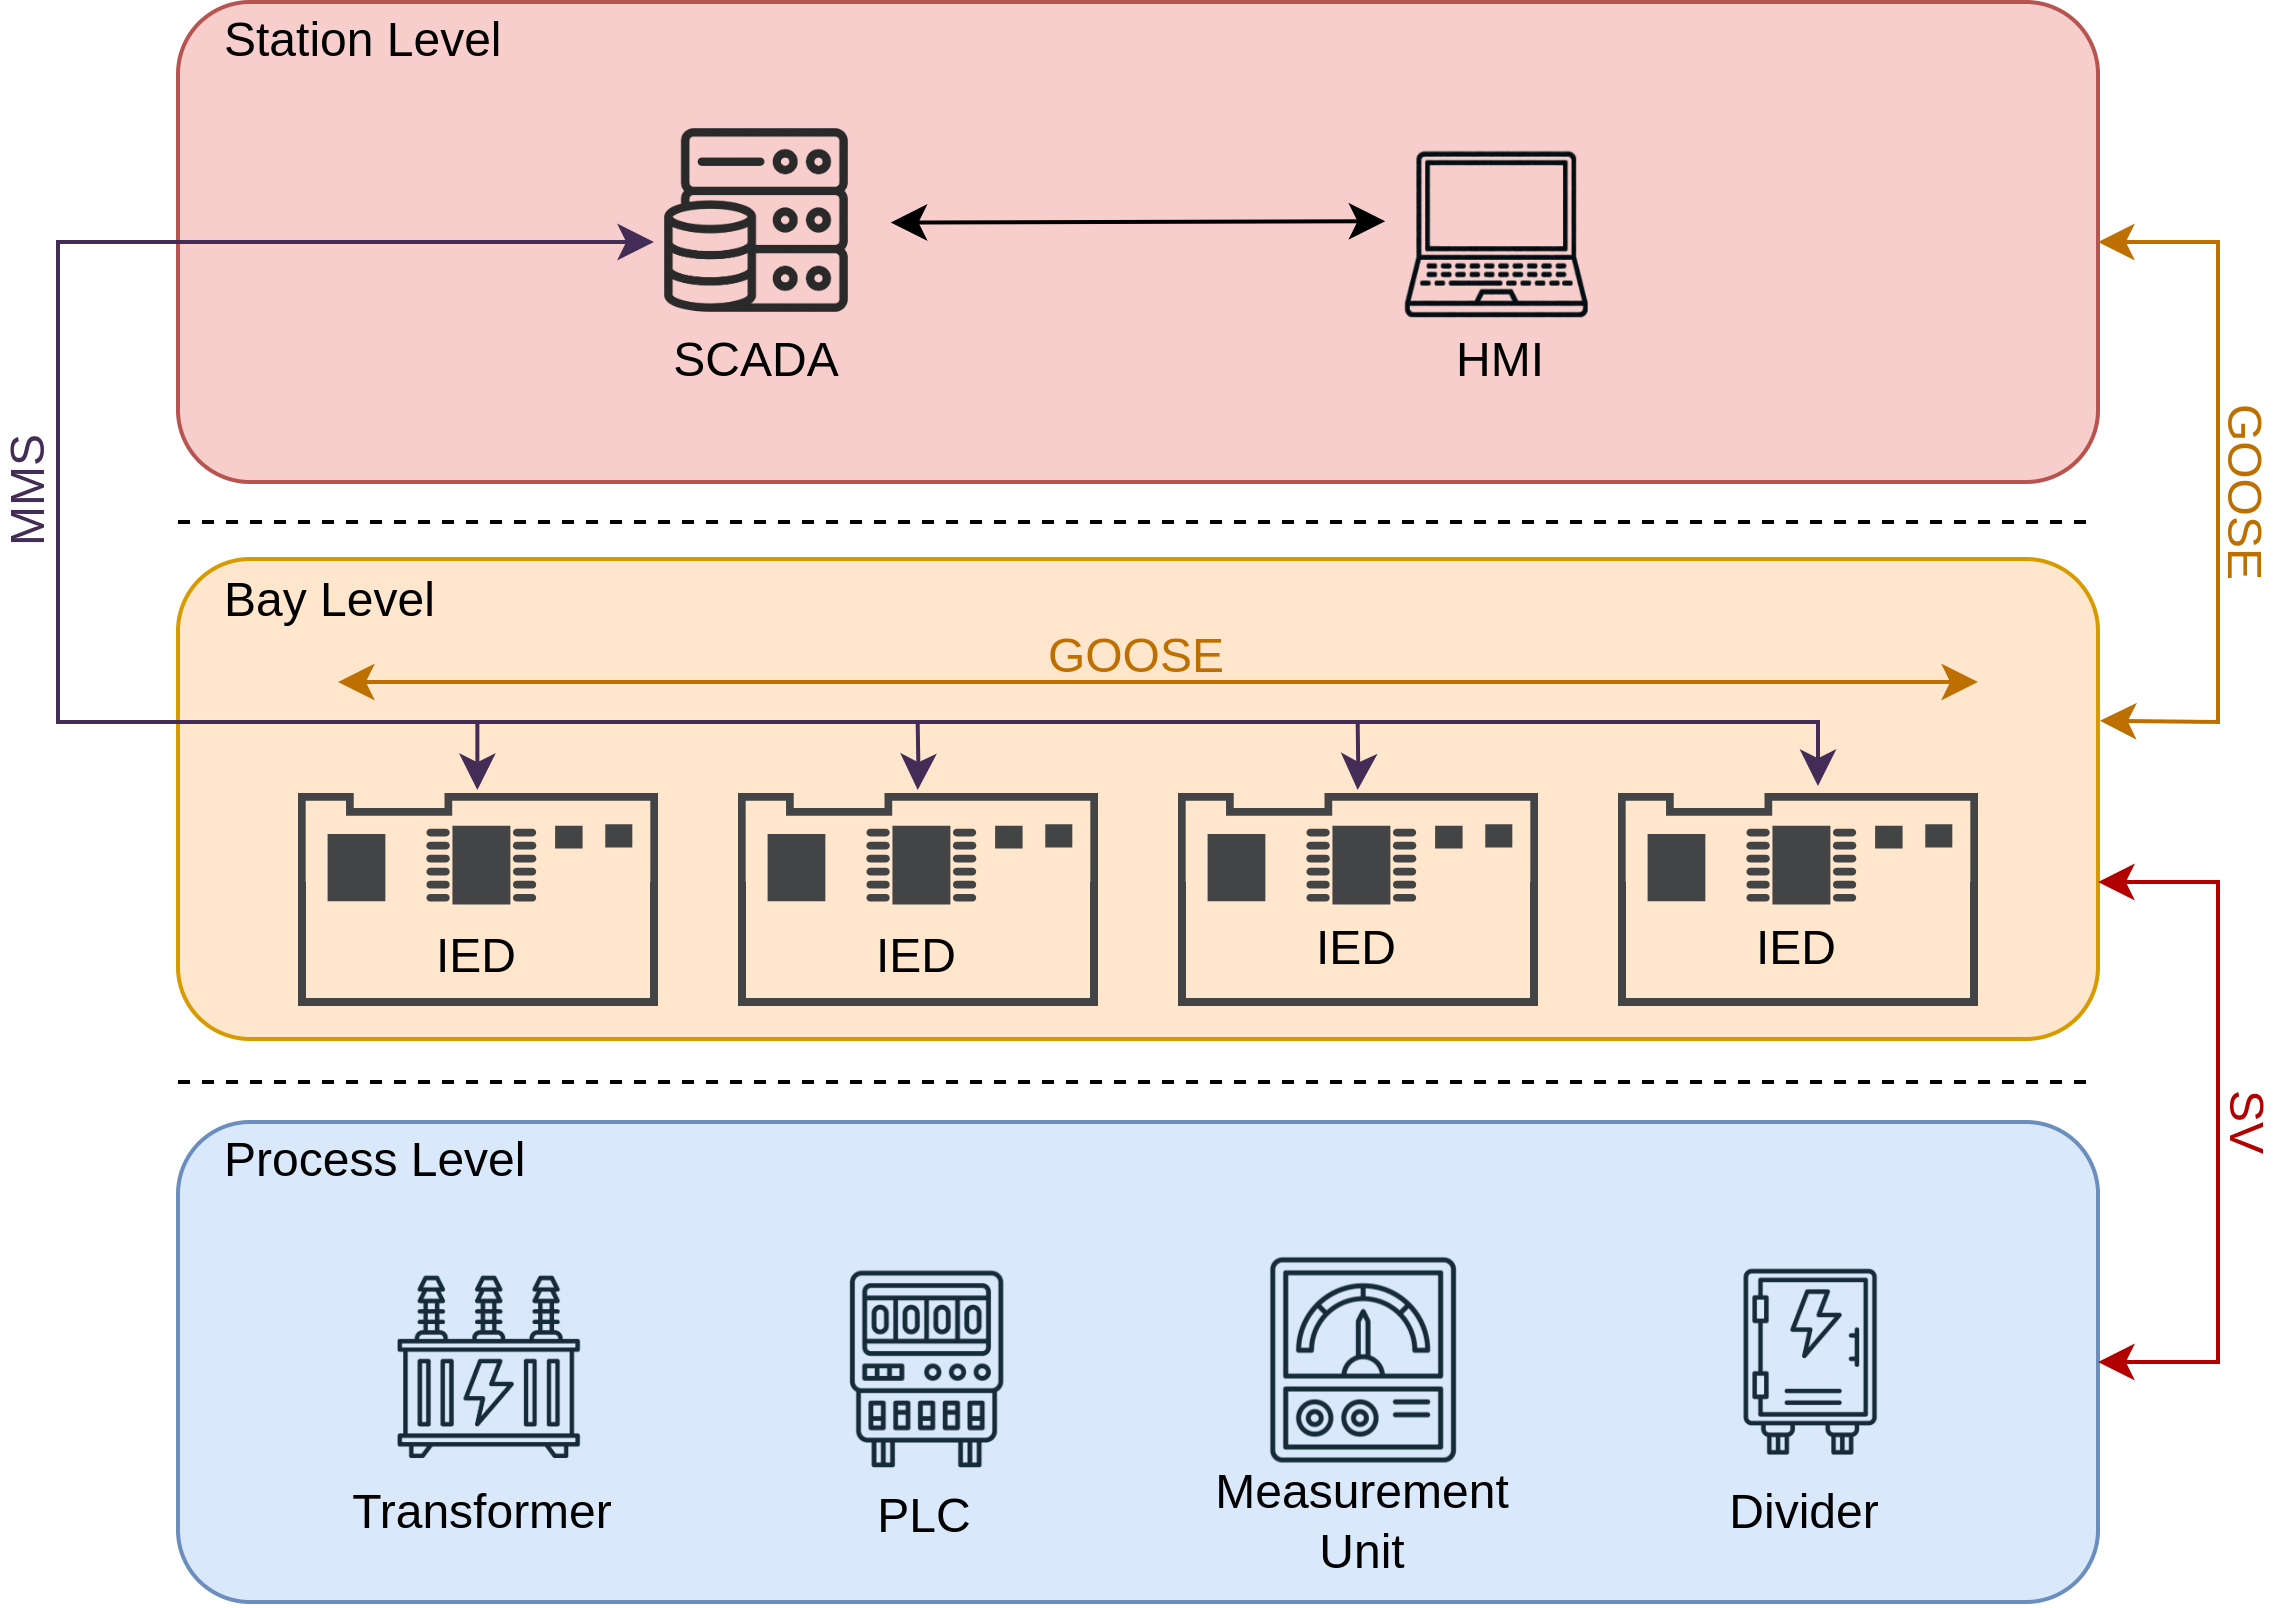 Station Level
SCADA
HMI
MMS
GOOSE
Bay Level
GOOSE
IED
IED
IED
IED
SV
Process Level
Transformer
PLC
Measurement
Unit
Divider